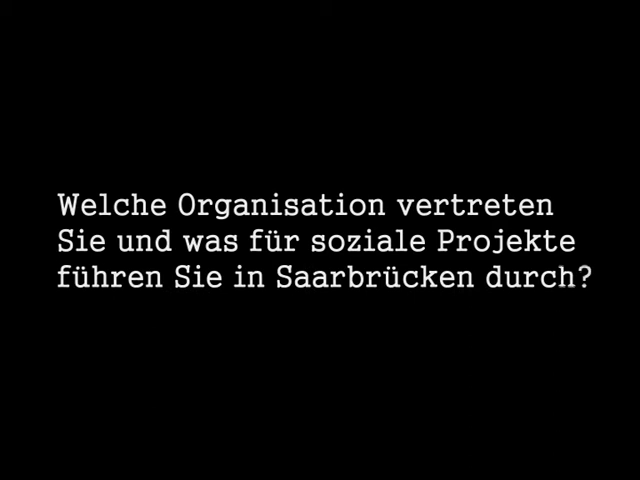 Welche Organisation vertreten
Sie und was für soziale Projekte
führen Sie in Saarbrücken durch?